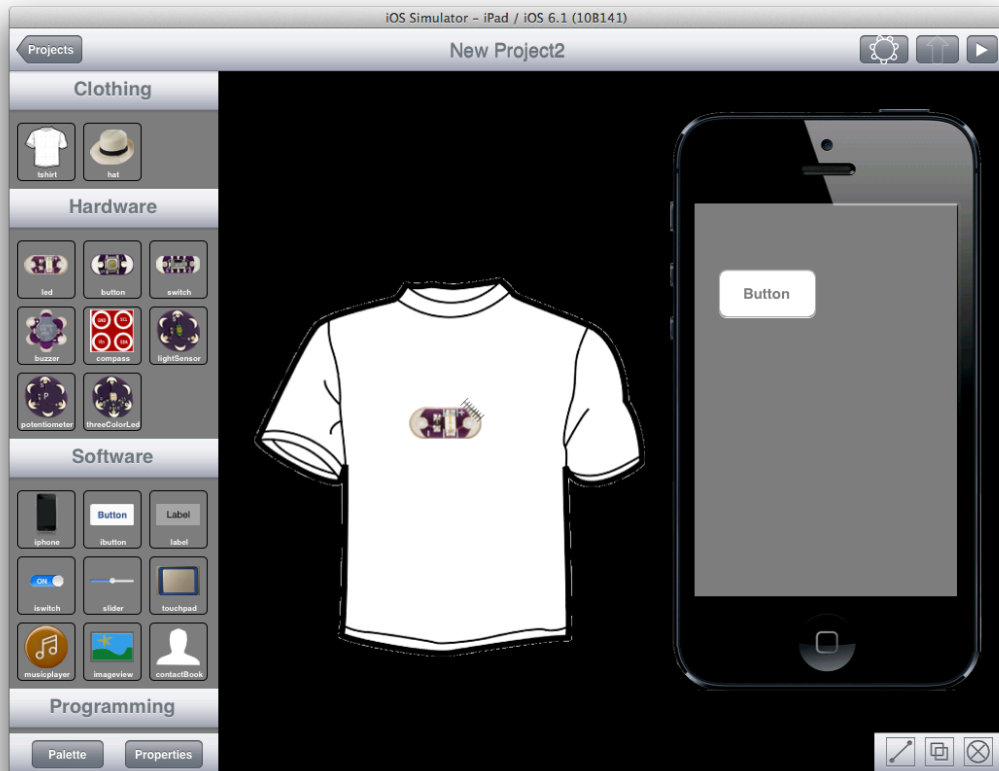 iOS Simulator – iPad / iOS 6.1 (10B141)
Projects
New Project2
Clothing
tshirt hat
Hardware
led button switch
buzzer compass lightSensor
potentiometer threeColorLed
Software
Button Label
iphone ibutton label
ON
iswitch slider touchpad
musicplayer imageview contactBook
Programming
Palette Properties
Button